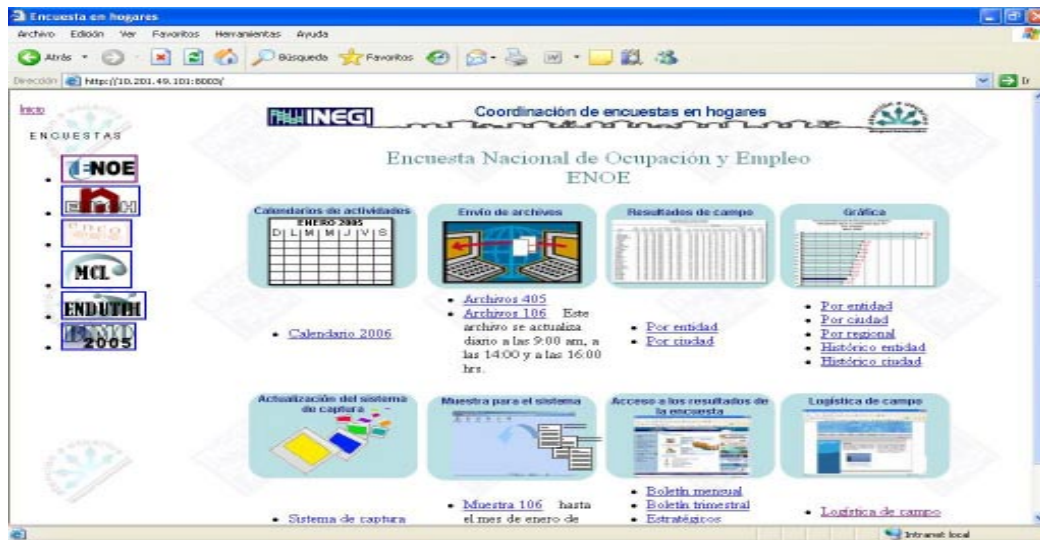 Encuesta en hogares
Archivo Edición Ver Favoritos Herramientas Ayuda
Atrás Búsqueda Favoritos
Dirección http://10.201.49.101:8003/ Ir
Inicio
ENCUESTAS
ENOE
MCL
ENDUTIH
2005
INEGI
Coordinación de encuestas en hogares
Encuesta Nacional de Ocupación y Empleo
ENOE
Calendarios de actividades
ENERO 2005
D L M M J V S
Calendario 2006
Envío de archivos
Archivos 405
Archivos 106 Este
archivo se actualiza
diario a las 9:00 am, a
las 14:00 y a las 16:00
hrs.
Resultados de campo
Por entidad
Por ciudad
Gráfica
Por entidad
Por ciudad
Por regional
Histórico entidad
Histórico ciudad
Actualización del sistema
de captura
Sistema de captura
Muestra para el sistema
Muestra 106 hasta
el mes de enero de
Acceso a los resultados de
la encuesta
Boletín mensual
Boletín trimestral
Estratégicos
Logística de campo
Logística de campo
Intranet local